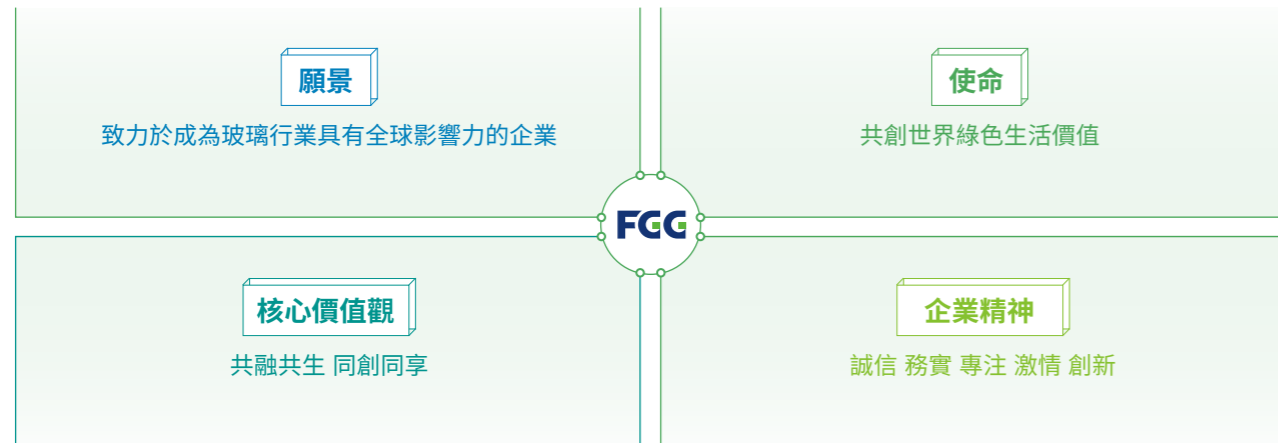 願景
致力於成為玻璃行業具有全球影響力的企業
使命
共創世界綠色生活價值
FGG
核心價值觀
共融共生 同創同享
企業精神
誠信 務實 專注 激情 創新